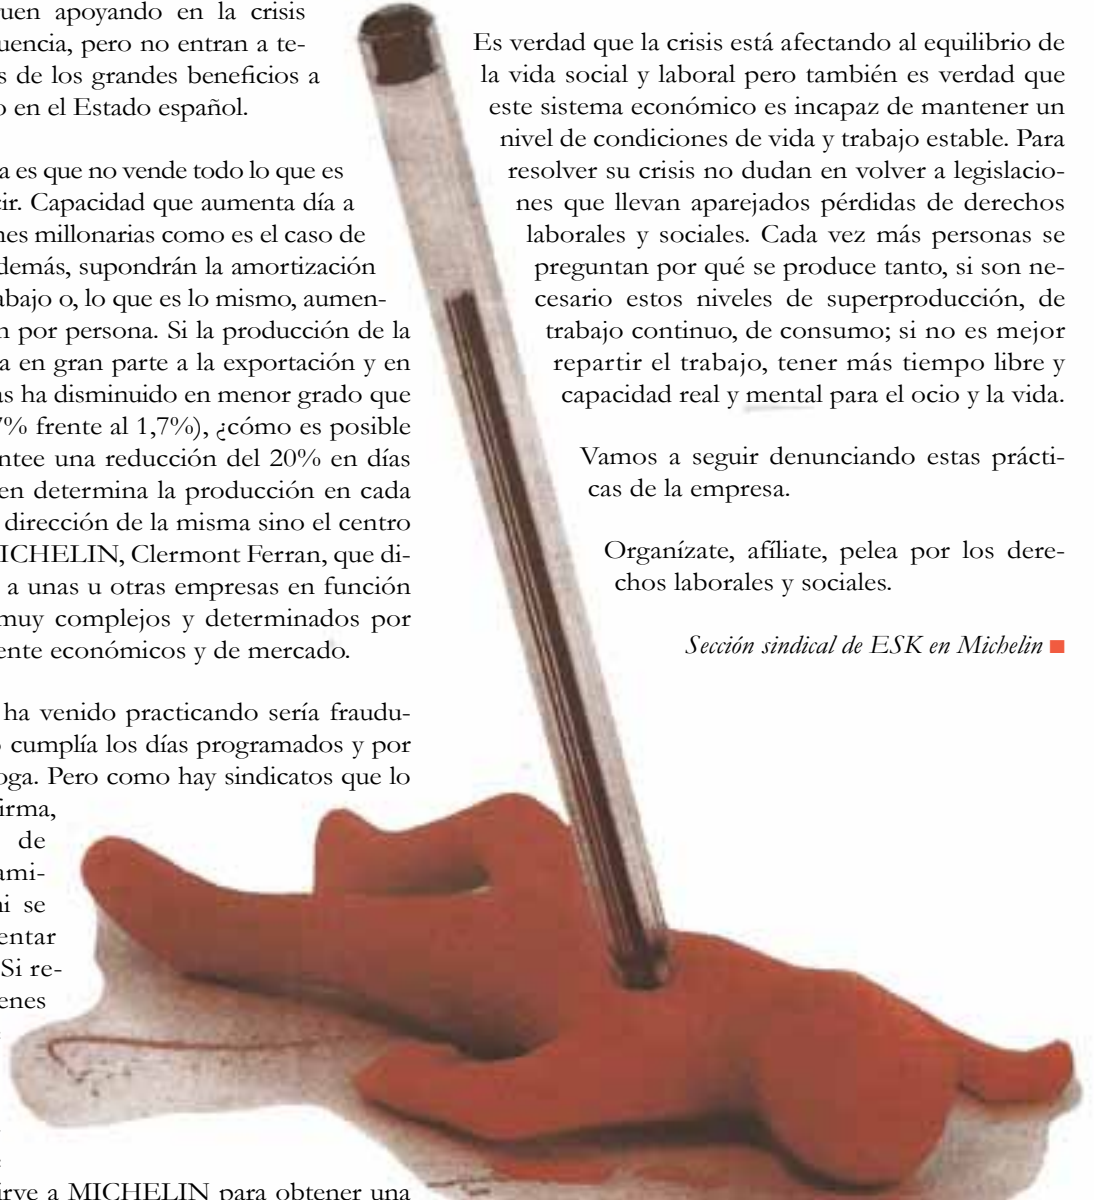 uen apoyando en la crisis
uencia, pero no entran a te-
s de los grandes beneficios a
o en el Estado español.
a es que no vende todo lo que es
cir. Capacidad que aumenta día a
nes millonarias como es el caso de
demás, supondrán la amortización
abajo o, lo que es lo mismo, aumen-
n por persona. Si la producción de la
a en gran parte a la exportación y en
as ha disminuido en menor grado que
7% frente al 1,7%), ¿cómo es posible
ntee una reducción del 20% en días
en determina la producción en cada
dirección de la misma sino el centro
ICHELIN, Clermont Ferran, que di-
a unas u otras empresas en función
muy complejos y determinados por
ente económicos y de mercado.
ha venido practicando sería fraudu-
o cumplía los días programados y por
oga. Pero como hay sindicatos que lo
irma,
de
ami-
ni se
entar
Si re-
enes
irve a MICHELIN para obtener una
Es verdad que la crisis está afectando al equilibrio de
la vida social y laboral pero también es verdad que
este sistema económico es incapaz de mantener un
nivel de condiciones de vida y trabajo estable. Para
resolver su crisis no dudan en volver a legislacio-
nes que llevan aparejados pérdidas de derechos
laborales y sociales. Cada vez más personas se
preguntan por qué se produce tanto, si son ne-
cesario estos niveles de superproducción, de
trabajo continuo, de consumo; si no es mejor
repartir el trabajo, tener más tiempo libre y
capacidad real y mental para el ocio y la vida.
Vamos a seguir denunciando estas prácti-
cas de la empresa.
Organízate, afíliate, pelea por los dere-
chos laborales y sociales.
Sección sindical de ESK en Michelin